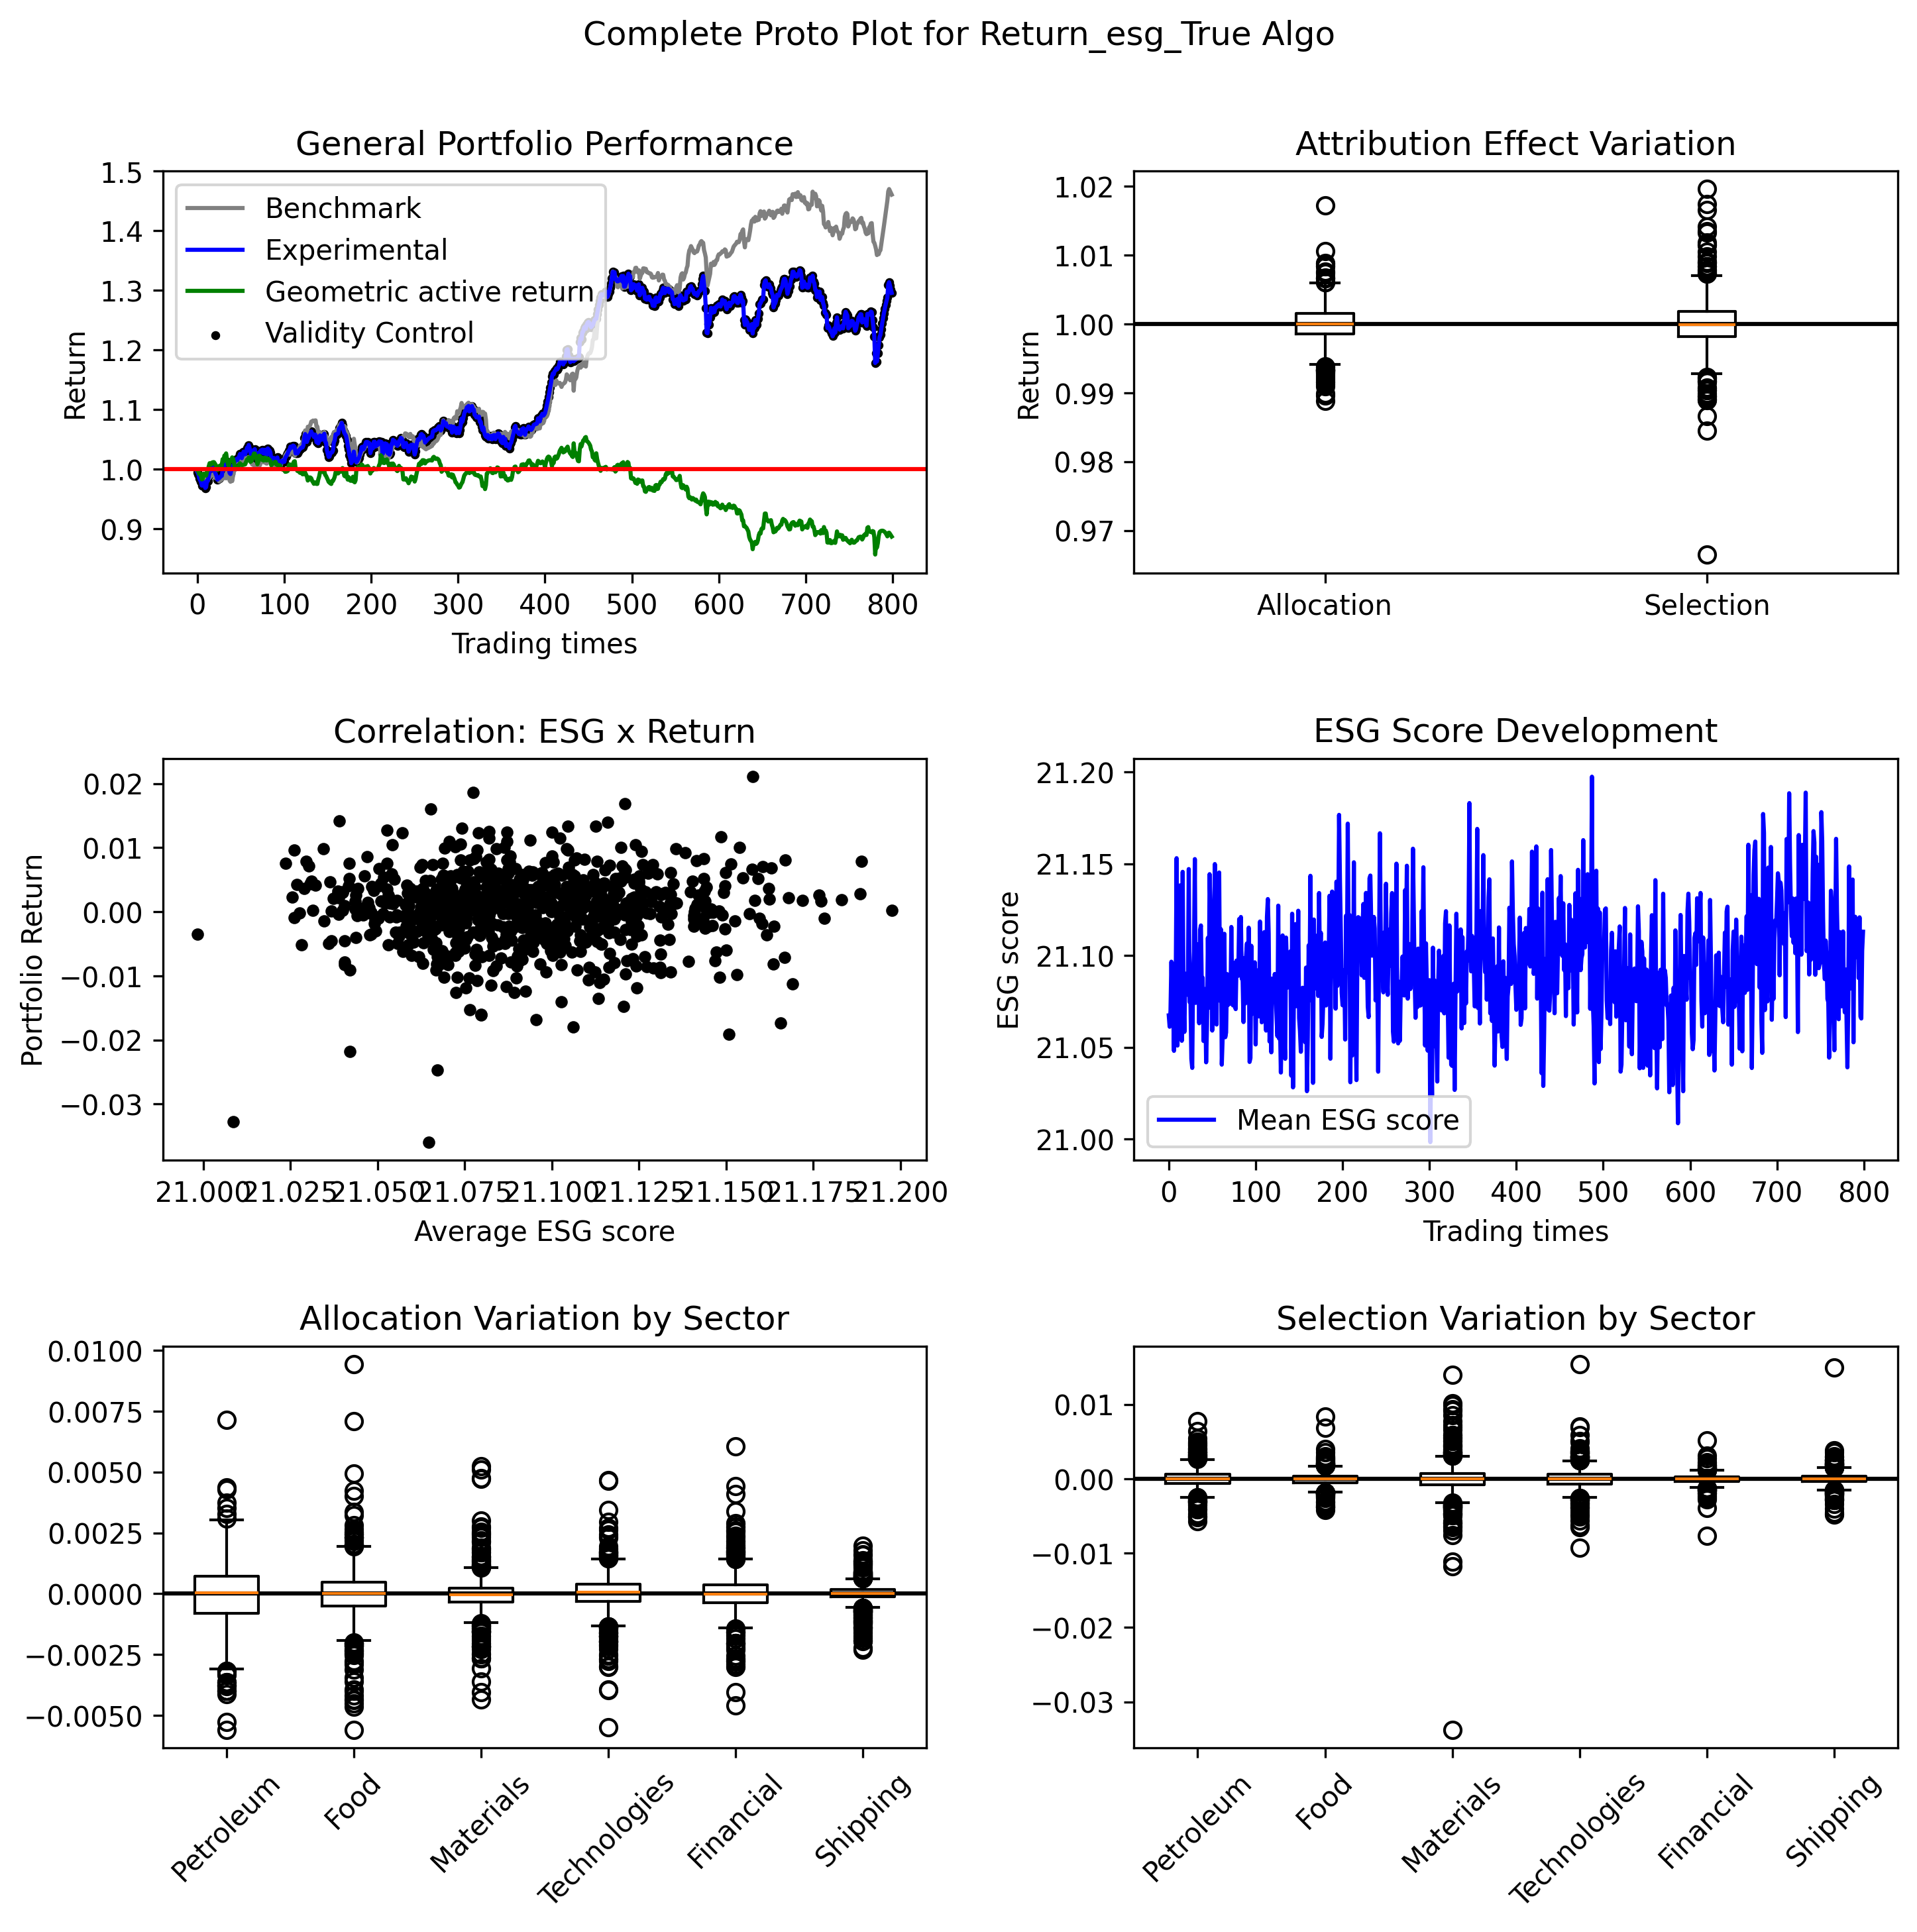 Complete Proto Plot for Return_esg_True Algo
General Portfolio Performance
1.5
1.4
1.3
1.2
1.1
1.0
0.9
Return
Benchmark
Experimental
Geometric active return
Validity Control
0 100 200 300 400 500 600 700 800
Trading times
Attribution Effect Variation
1.02
1.01
1.00
0.99
0.98
0.97
Return
Allocation Selection
Correlation: ESG x Return
0.02
0.01
0.00
−0.01
−0.02
−0.03
Portfolio Return
21.000 21.025 21.050 21.075 21.100 21.125 21.150 21.175 21.200
Average ESG score
ESG Score Development
21.20
21.15
21.10
21.05
21.00
ESG score
Mean ESG score
0 100 200 300 400 500 600 700 800
Trading times
Allocation Variation by Sector
0.0100
0.0075
0.0050
0.0025
0.0000
−0.0025
−0.0050
Petroleum Food Materials Technologies Financial Shipping
Selection Variation by Sector
0.01
0.00
−0.01
−0.02
−0.03
Petroleum Food Materials Technologies Financial Shipping